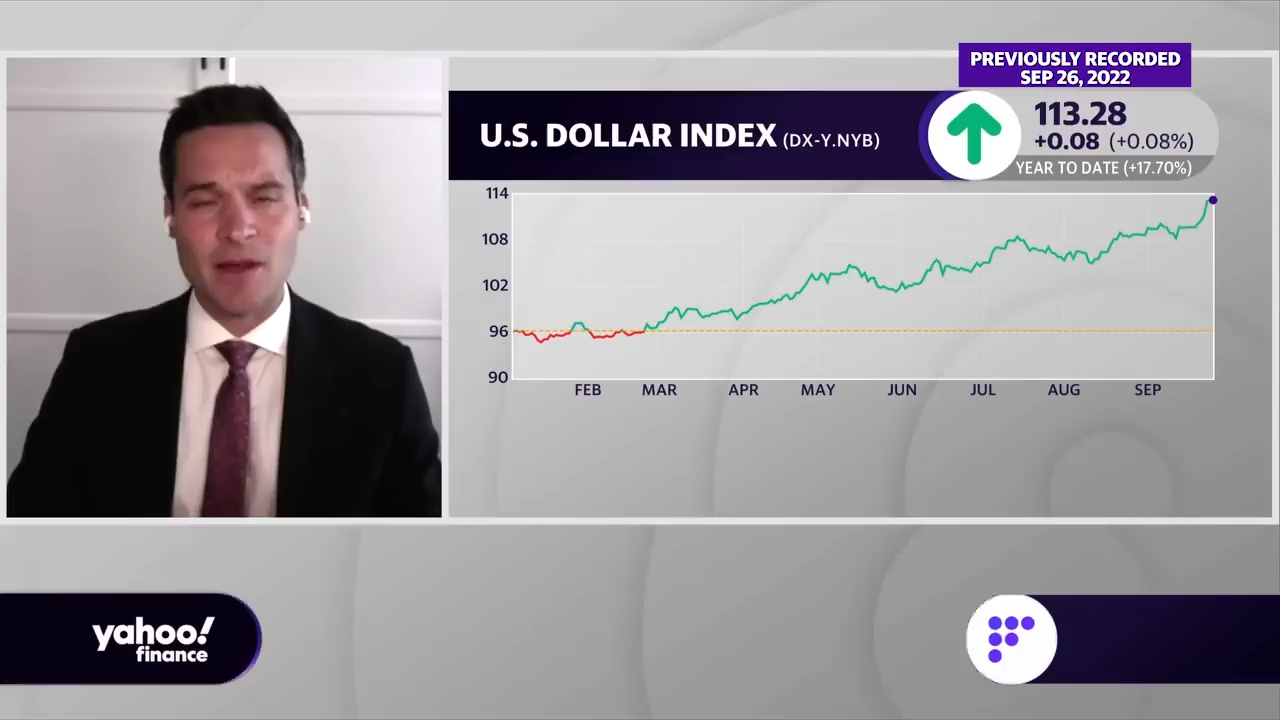 PREVIOUSLY RECORDED
SEP 26, 2022
U.S. DOLLAR INDEX (DX-Y.NYB)
113.28
+0.08 (+0.08%)
YEAR TO DATE (+17.70%)
114
108
102
96
90
FEB MAR APR MAY JUN JUL AUG SEP
yahoo!
finance